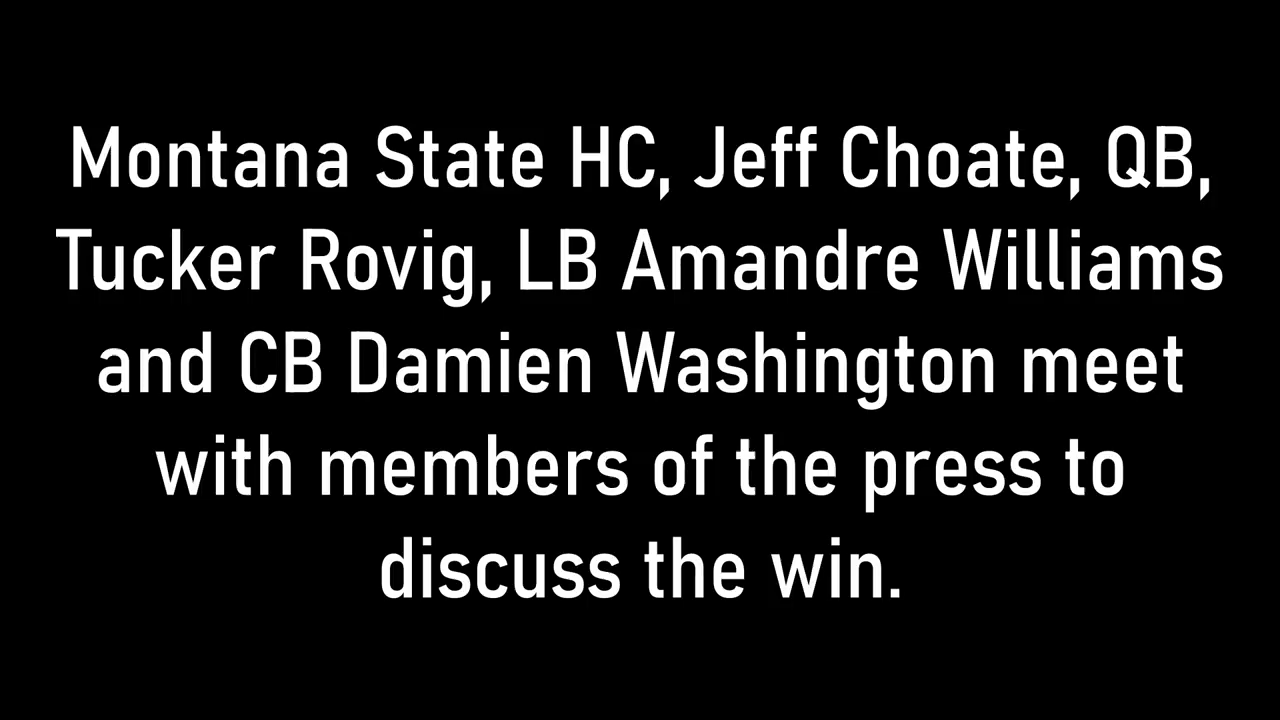 Montana State HC, Jeff Choate, QB,
Tucker Rovig, LB Amandre Williams
and CB Damien Washington meet
with members of the press to
discuss the win.